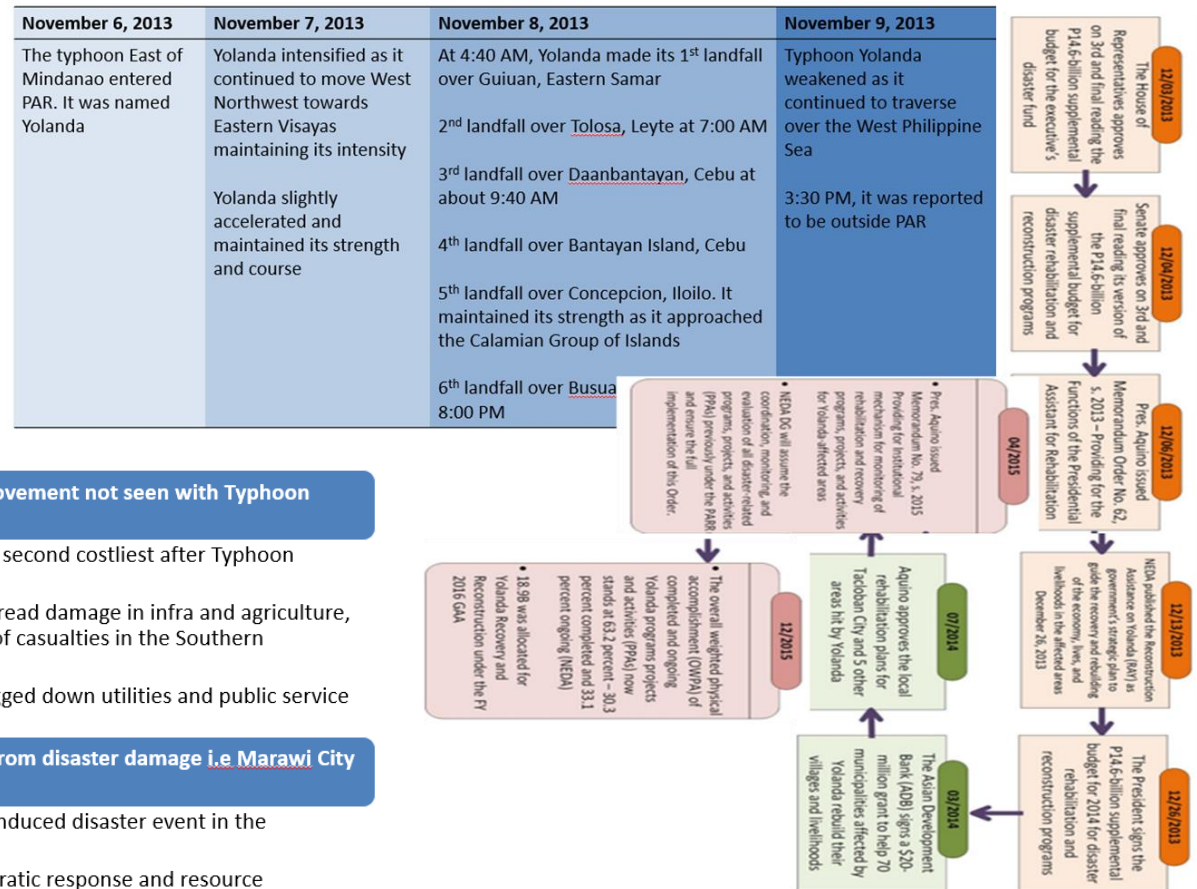 November 6, 2013
The typhoon East of
Mindanao entered
PAR. It was named
Yolanda
November 7, 2013
Yolanda intensified as it
continued to move West
Northwest towards
Eastern Visayas
maintaining its intensity
Yolanda slightly
accelerated and
maintained its strength
and course
November 8, 2013
At 4:40 AM, Yolanda made its 1st landfall
over Guiuan, Eastern Samar
2nd landfall over Tolosa, Leyte at 7:00 AM
3rd landfall over Daanbantayan, Cebu at
about 9:40 AM
4th landfall over Bantayan Island, Cebu
5th landfall over Concepcion, Iloilo. It
maintained its strength as it approached
the Calamian Group of Islands
6th landfall over Busua
8:00 PM
November 9, 2013
Typhoon Yolanda
weakened as it
continued to traverse
over the West Philippine
Sea
3:30 PM, it was reported
to be outside PAR
12/03/2013
The House of
Representatives approves
on 3rd and final reading the
P14.6-billion supplemental
budget for the executive's
disaster fund
12/04/2013
Senate approves on 3rd and
final reading its version of
the P14.6-billion
supplemental budget for
disaster rehabilitation and
reconstruction programs
12/06/2013
Pres. Aquino issued
Memorandum Order No. 62,
s. 2013 – Providing for the
Functions of the Presidential
Assistant for Rehabilitation
12/13/2013
NEDA published the Reconstruction
Assistance on Yolanda (RAY) as
government's strategic plan to
guide the recovery and rebuilding
of the economy, lives, and
livelihoods in the affected areas
December 26, 2013
12/26/2013
The President signs the
P14.6-billion supplemental
budget for 2014 for disaster
rehabilitation and
reconstruction programs
03/2014
The Asian Development
Bank (ADB) signs a $20-
million grant to help 70
municipalities affected by
Yolanda rebuild their
villages and livelihoods
07/2014
Aquino approves the local
rehabilitation plans for
Tacloban City and 5 other
areas hit by Yolanda
04/2015
• Pres. Aquino issued
Memorandum No. 79, s. 2015
Providing for Institutional
mechanism for monitoring of
rehabilitation and recovery
programs, projects, and activities
for Yolanda-affected areas
• NEDA DG will assume the
coordination, monitoring, and
evaluation of all disaster-related
programs, projects, and activities
(PPAs) previously under the PARR
and ensure the full
implementation of this Order.
12/2015
• The overall weighted physical
accomplishment (OWPA) of
completed and ongoing
Yolanda programs projects
and activities (PPAs) now
stands at 63.2 percent – 30.3
percent completed and 33.1
percent ongoing (NEDA)
• 18.9B was allocated for
Yolanda Recovery and
Reconstruction under the FY
2016 GAA
ovement not seen with Typhoon
second costliest after Typhoon
read damage in infra and agriculture,
of casualties in the Southern
gged down utilities and public service
rom disaster damage i.e Marawi City
nduced disaster event in the
ratic response and resource